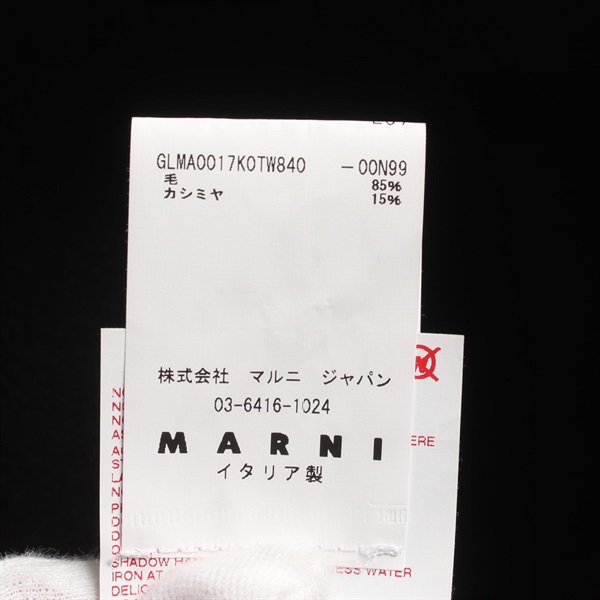 GLMA0017K0TW840 -00N99
毛 85%
カシミヤ 15%
株式会社 マルニ ジャパン
03-6416-1024
MARNI
イタリア製
SHADOW
IRON AT
WATER